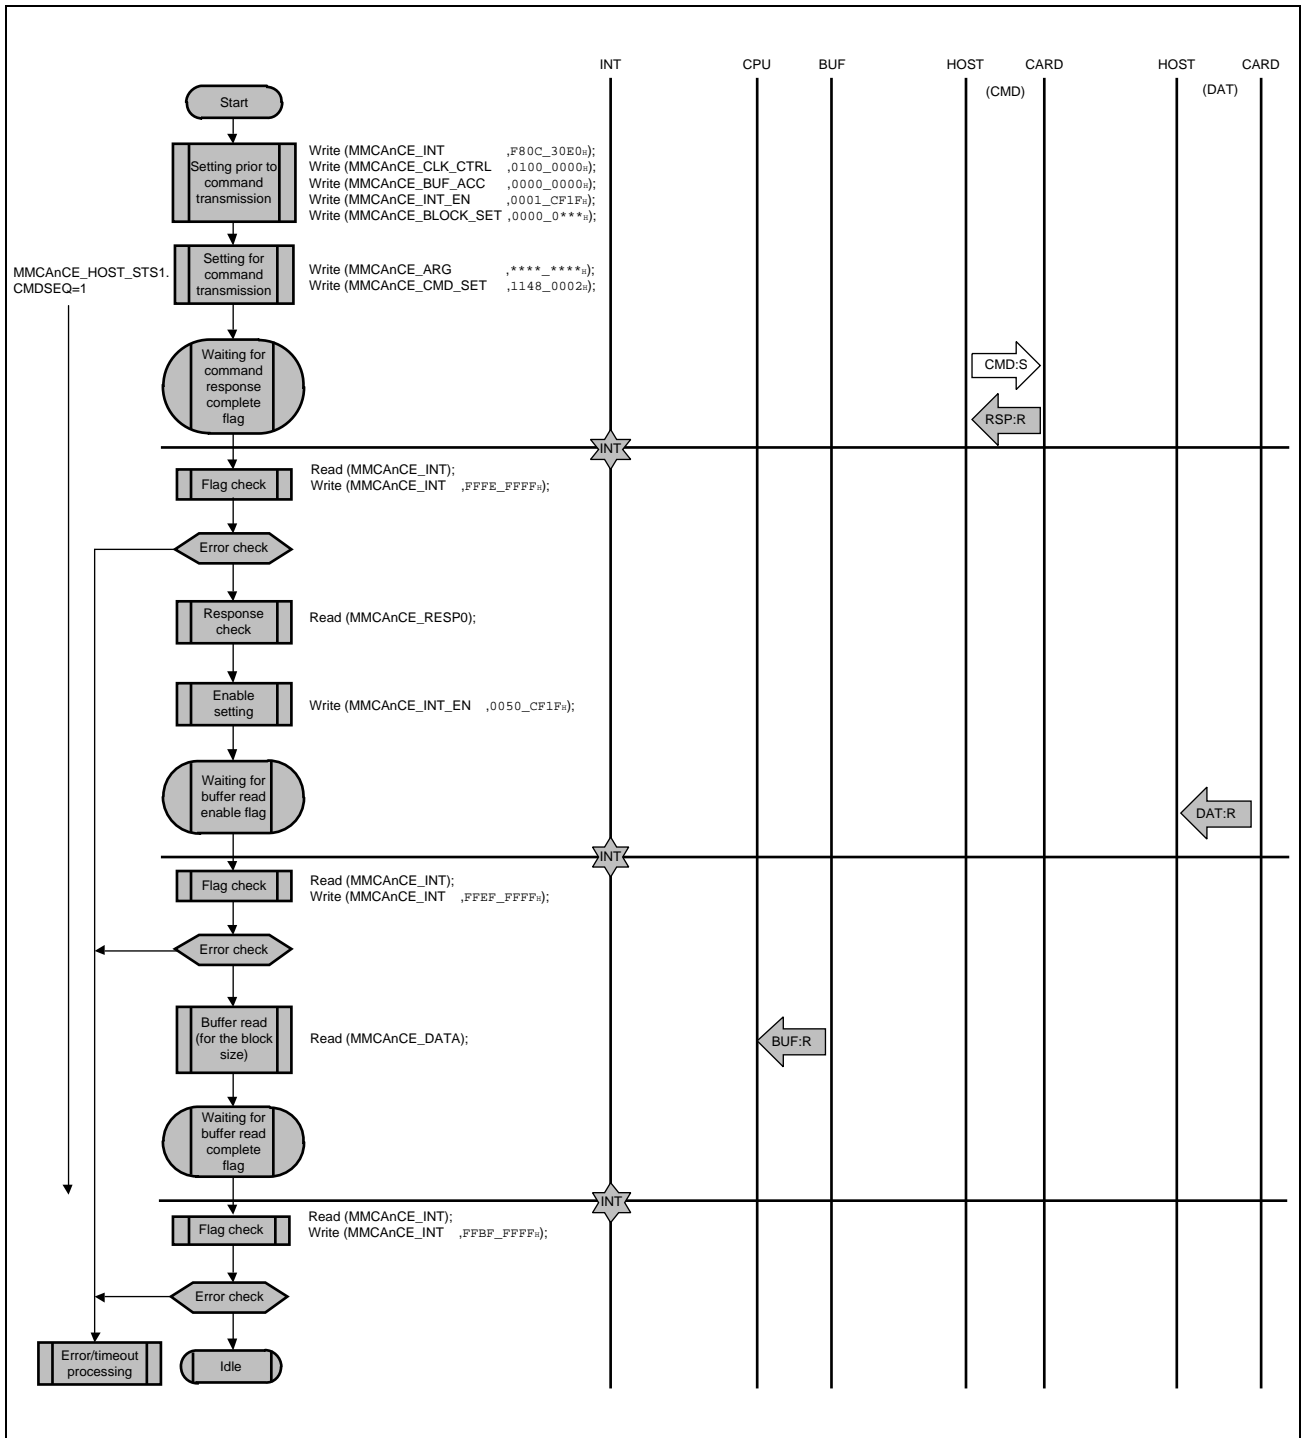 INT CPU BUF HOST CARD HOST CARD
(CMD) (DAT)
Start
Setting prior to
command
transmission
Write (MMCAnCE_INT ,F80C_30E0H);
Write (MMCAnCE_CLK_CTRL ,0100_0000H);
Write (MMCAnCE_BUF_ACC ,0000_0000H);
Write (MMCAnCE_INT_EN ,0001_CF1FH);
Write (MMCAnCE_BLOCK_SET ,0000_0***H);
MMCAnCE_HOST_STS1.
CMDSEQ=1
Setting for
command
transmission
Write (MMCAnCE_ARG ,****_****H);
Write (MMCAnCE_CMD_SET ,1148_0002H);
Waiting for
command
response
complete
flag
CMD:S
RSP:R
INT
Flag check
Read (MMCAnCE_INT);
Write (MMCAnCE_INT ,FFFE_FFFFH);
Error check
Response
check
Read (MMCAnCE_RESP0);
Enable
setting
Write (MMCAnCE_INT_EN ,0050_CF1FH);
Waiting for
buffer read
enable flag
DAT:R
INT
Flag check
Read (MMCAnCE_INT);
Write (MMCAnCE_INT ,FFEF_FFFFH);
Error check
Buffer read
(for the block
size)
Read (MMCAnCE_DATA);
BUF:R
Waiting for
buffer read
complete
flag
INT
Flag check
Read (MMCAnCE_INT);
Write (MMCAnCE_INT ,FFBF_FFFFH);
Error check
Error/timeout
processing
Idle